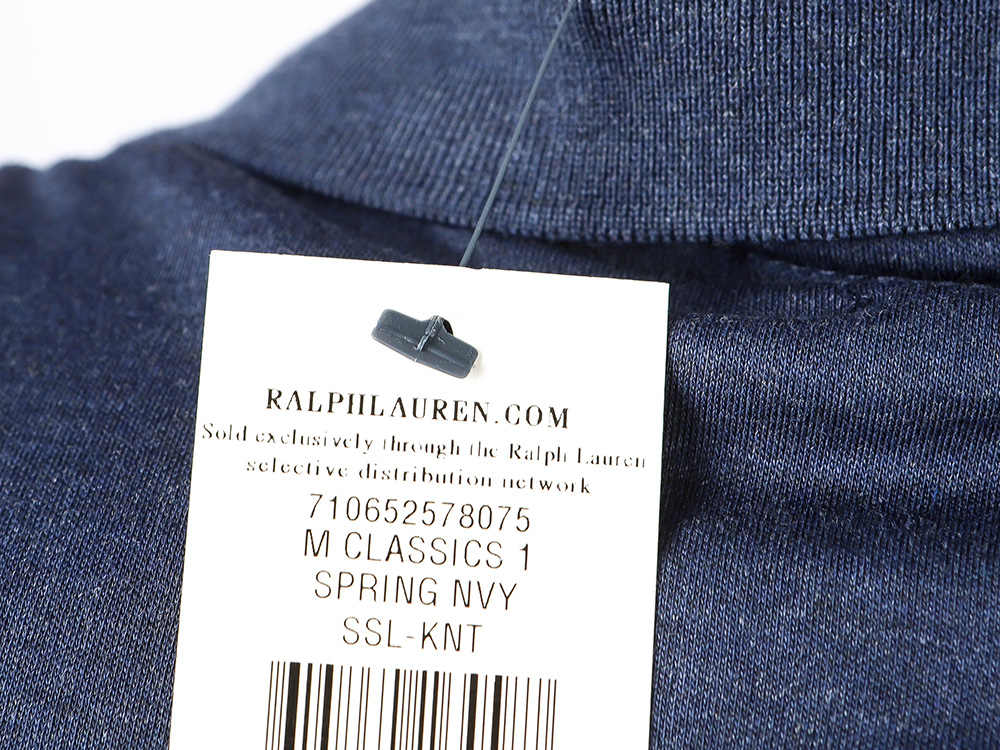 RALPHLAUREN.COM
Sold exclusively through the Ralph Lauren
selective distribution network
710652578075
M CLASSICS 1
SPRING NVY
SSL-KNT